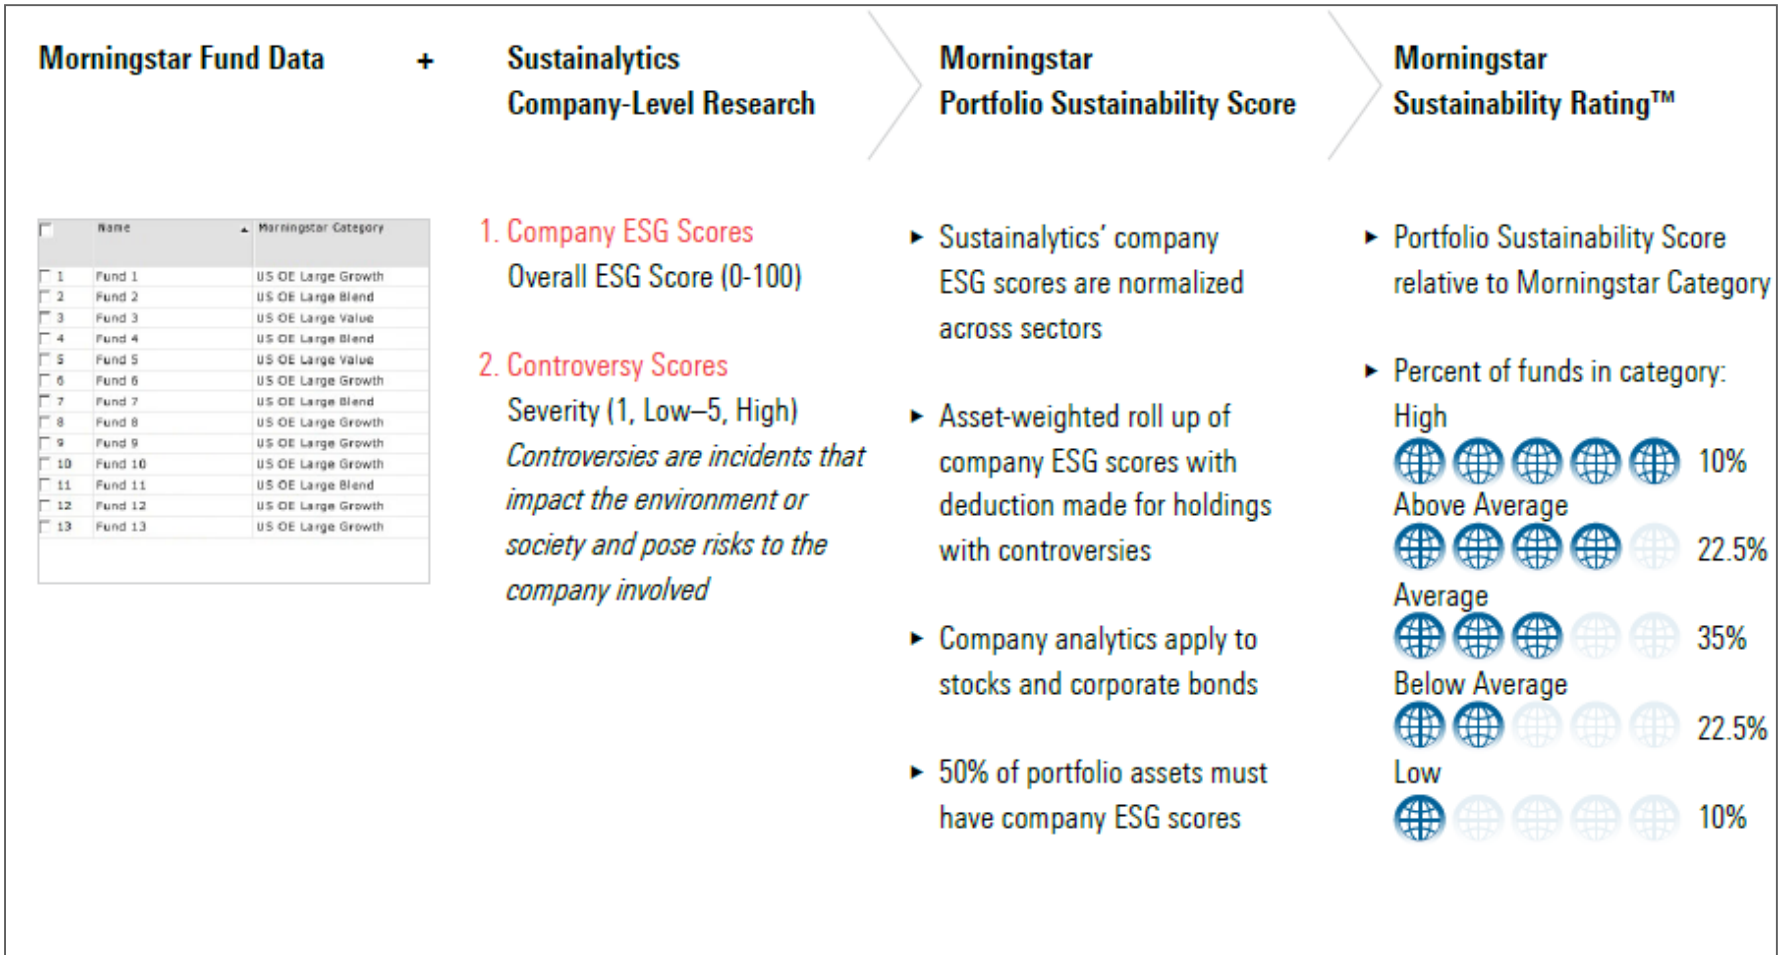 Morningstar Fund Data +
Sustainalytics
Company-Level Research
Morningstar
Portfolio Sustainability Score
Morningstar
Sustainability Rating™
Name Morningstar Category
1 Fund 1 US OE Large Growth
2 Fund 2 US OE Large Blend
3 Fund 3 US OE Large Value
4 Fund 4 US OE Large Blend
5 Fund 5 US OE Large Value
6 Fund 6 US OE Large Growth
7 Fund 7 US OE Large Blend
8 Fund 8 US OE Large Growth
9 Fund 9 US OE Large Growth
10 Fund 10 US OE Large Growth
11 Fund 11 US OE Large Blend
12 Fund 12 US OE Large Growth
13 Fund 13 US OE Large Growth
1. Company ESG Scores
Overall ESG Score (0-100)
2. Controversy Scores
Severity (1, Low–5, High)
Controversies are incidents that
impact the environment or
society and pose risks to the
company involved
Sustainalytics’ company
ESG scores are normalized
across sectors
Asset-weighted roll up of
company ESG scores with
deduction made for holdings
with controversies
Company analytics apply to
stocks and corporate bonds
50% of portfolio assets must
have company ESG scores
Portfolio Sustainability Score
relative to Morningstar Category
Percent of funds in category:
High
10%
Above Average
22.5%
Average
35%
Below Average
22.5%
Low
10%